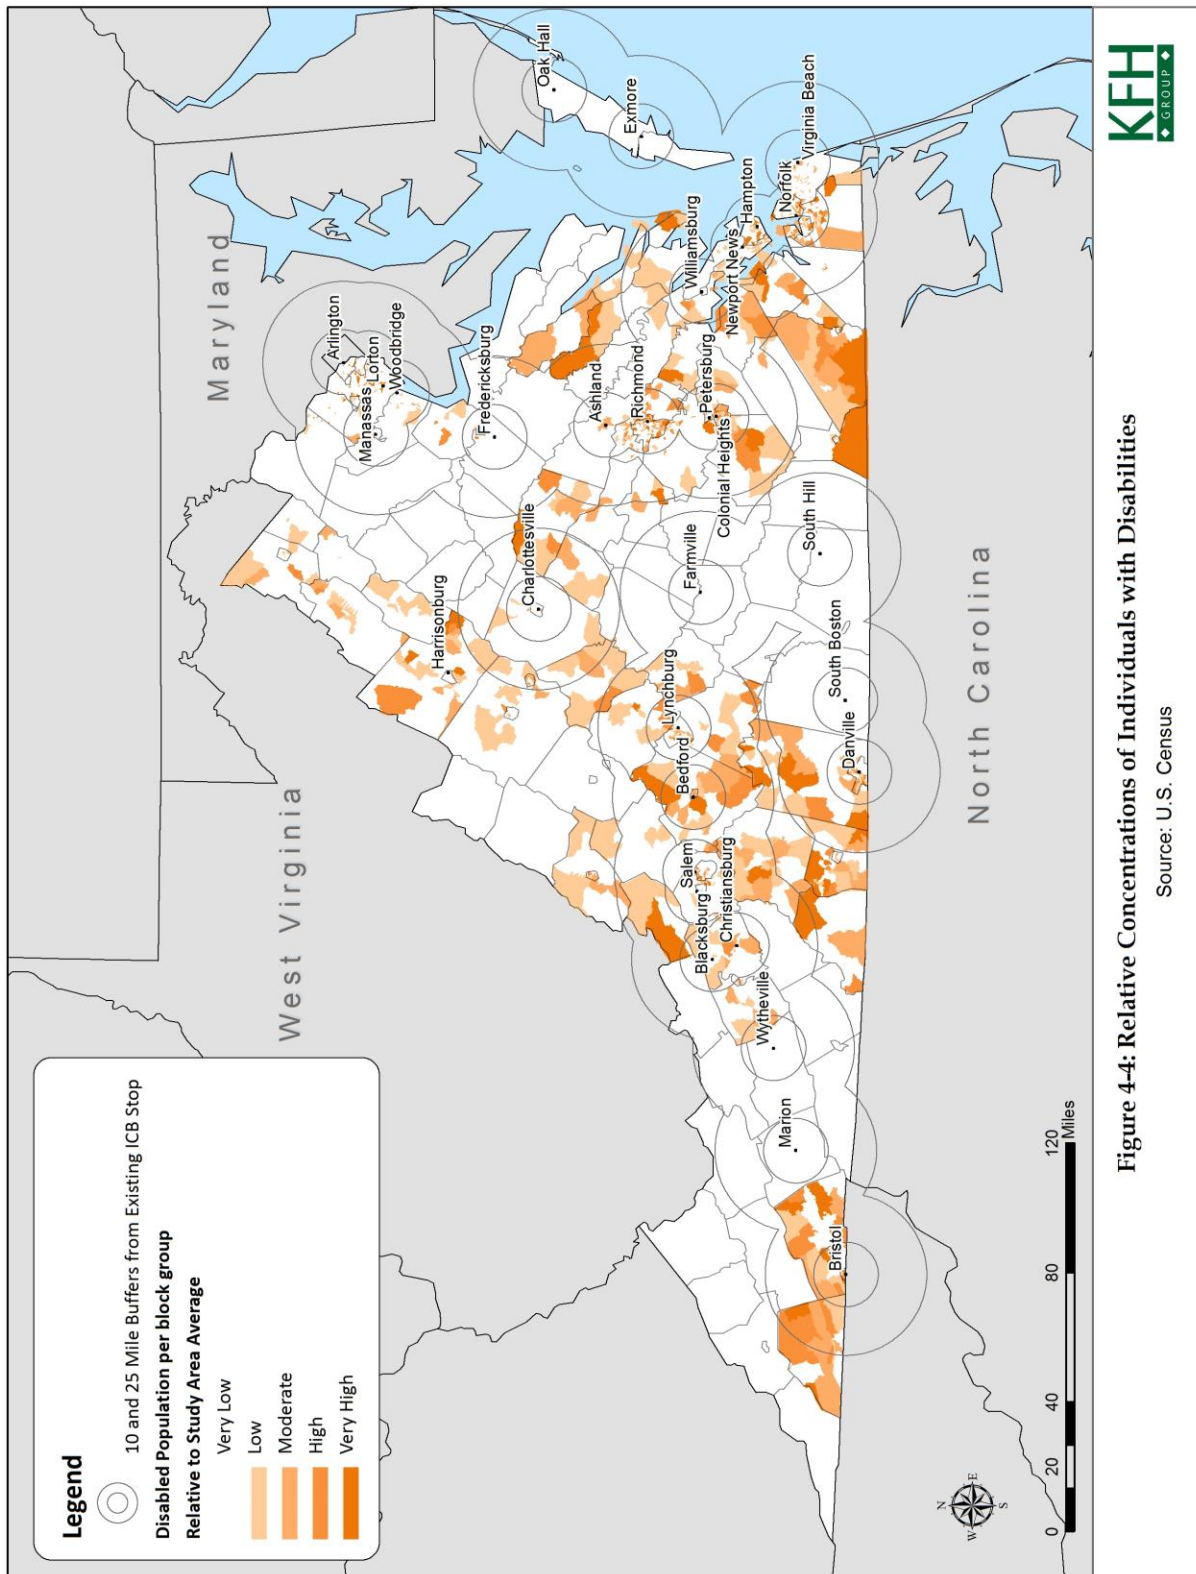 Legend
10 and 25 Mile Buffers from Existing ICB Stop
Disabled Population per block group
Relative to Study Area Average
Very Low
Low
Moderate
High
Very High
West Virginia
Maryland
North Carolina
Oak Hall
Exmore
Arlington
Lorton
Woodbridge
Manassas
Fredericksburg
Harrisonburg
Charlottesville
Ashland
Richmond
Williamsburg
Newport News
Hampton
Norfolk
Virginia Beach
Petersburg
Colonial Heights
Farmville
South Hill
South Boston
Lynchburg
Bedford
Danville
Salem
Blacksburg
Christiansburg
Wytheville
Marion
Bristol
N
W
E
S
0 20 40 80 120
Miles
Figure 4-4: Relative Concentrations of Individuals with Disabilities
Source: U.S. Census
KFH
GROUP